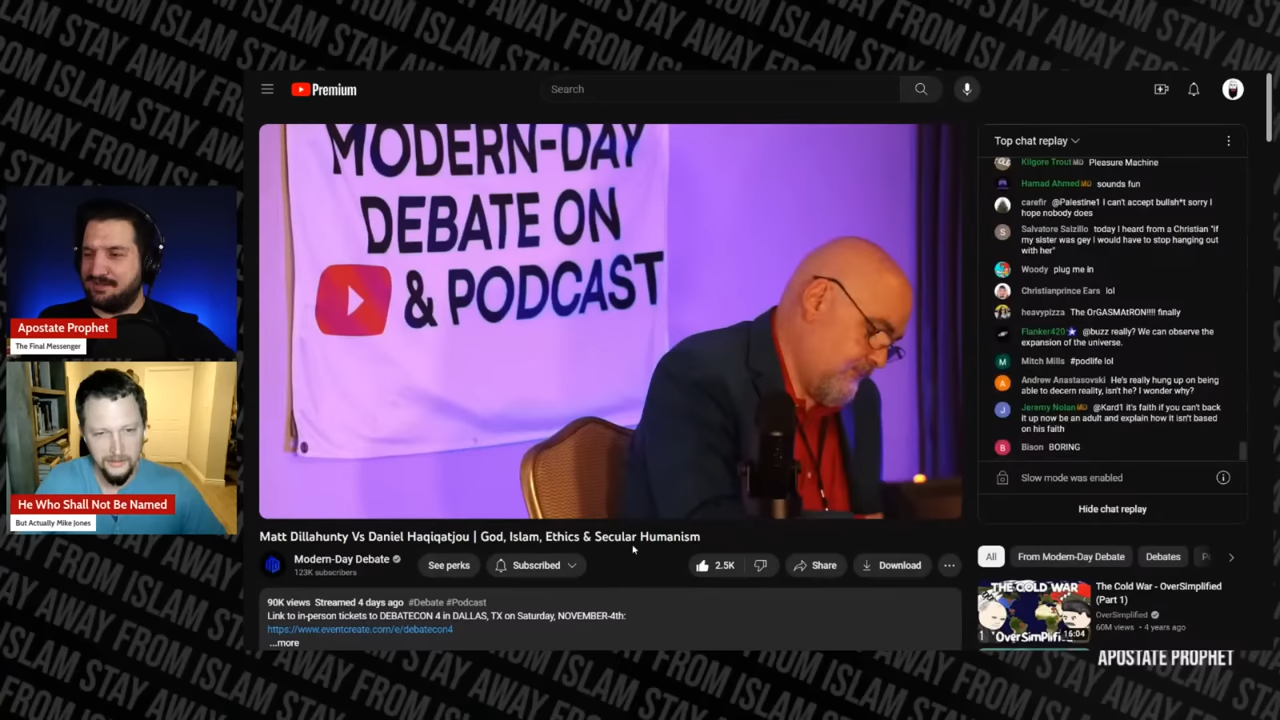 STAY AWAY FROM ISLAM
Premium
Search
MODERN-DAY
DEBATE ON
& PODCAST
Apostate Prophet
The Final Messenger
He Who Shall Not Be Named
But Actually Mike Jones
Top chat replay
Kilgore Trout MD Pleasure Machine
Hamad Ahmed MD sounds fun
carefir @Palestine1 I can't accept bullsh*t sorry I
hope nobody does
Salvatore Salzillo today I heard from a Christian "if
my sister was gey I would have to stop hanging out
with her"
Woody plug me in
Christianprince Ears lol
heavypizza The OrGASMAtRON!!!! finally
Flanker420 @buzz really? We can observe the
expansion of the universe.
Mitch Mills #podlife lol
Andrew Anastasovski He's really hung up on being
able to decern reality, isn't he? I wonder why?
Jeremy Nolan MD @Kard1 it's faith if you can't back
it up now be an adult and explain how it isn't based
on his faith
Bison BORING
Slow mode was enabled
Hide chat replay
Matt Dillahunty Vs Daniel Haqiqatjou | God, Islam, Ethics & Secular Humanism
Modern-Day Debate
123K subscribers
See perks
Subscribed
2.5K
Share
Download
90K views Streamed 4 days ago #Debate #Podcast
Link to in-person tickets to DEBATECON 4 in DALLAS, TX on Saturday, NOVEMBER-4th:
https://www.eventcreate.com/e/debatecon4
...more
All
From Modern-Day Debate
Debates
THE COLD WAR
OverSimplifi
16:04
The Cold War - OverSimplified
(Part 1)
OverSimplified
60M views • 4 years ago
APOSTATE PROPHET